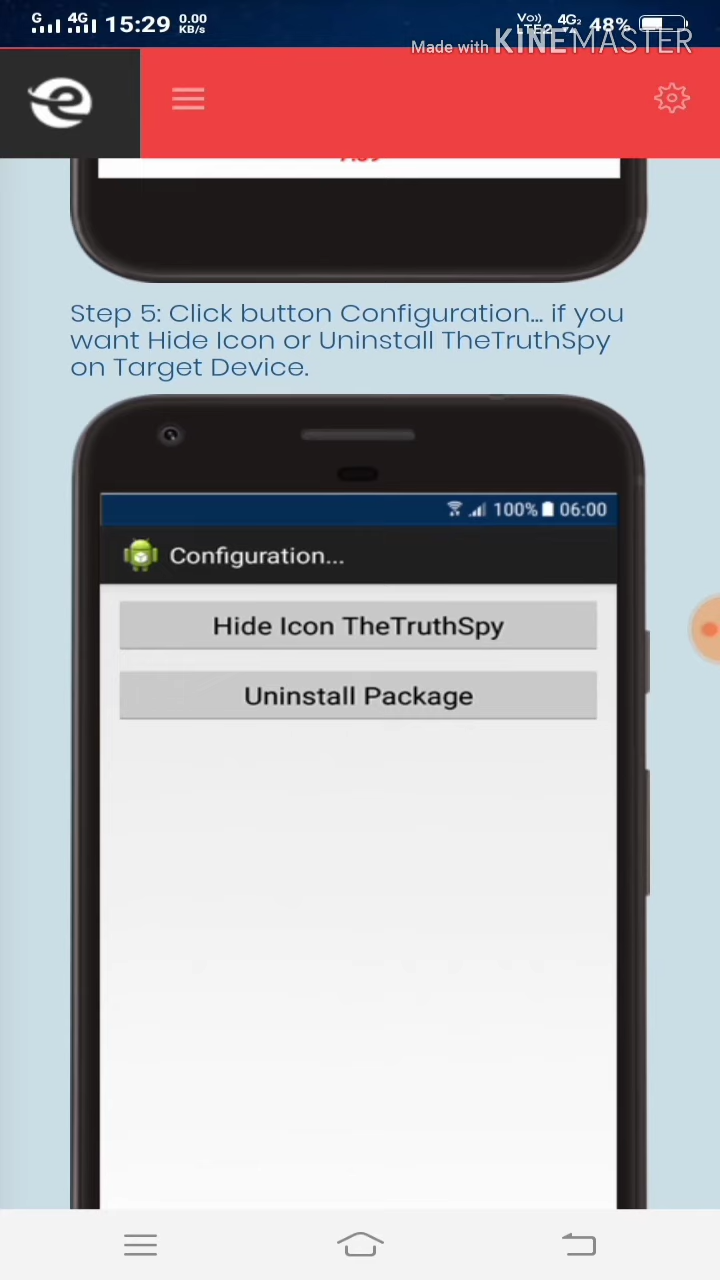 G 4G 15:29 0.00 KB/s Vo)) LTE2 4G2 48%
Made with KINEMASTER
Step 5: Click button Configuration... if you
want Hide Icon or Uninstall TheTruthSpy
on Target Device.
100% 06:00
Configuration...
Hide Icon TheTruthSpy
Uninstall Package